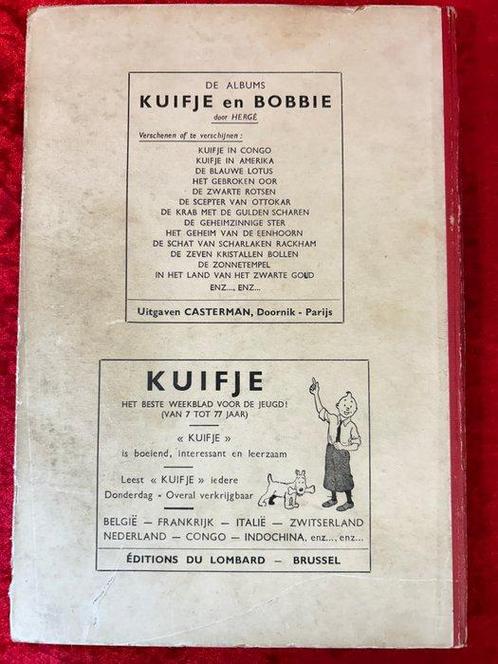 DE ALBUMS
KUIFJE en BOBBIE
door HERGÉ
Verschenen of te verschijnen :
KUIFJE IN CONGO
KUIFJE IN AMERIKA
DE BLAUWE LOTUS
HET GEBROKEN OOR
DE ZWARTE ROTSEN
DE SCEPTER VAN OTTOKAR
DE KRAB MET DE GULDEN SCHAREN
DE GEHEIMZINNIGE STER
HET GEHEIM VAN DE EENHOORN
DE SCHAT VAN SCHARLAKEN RACKHAM
DE ZEVEN KRISTALLEN BOLLEN
DE ZONNETEMPEL
IN HET LAND VAN HET ZWARTE GOLD
ENZ..., ENZ...
Uitgaven CASTERMAN, Doornik - Parijs
KUIFJE
HET BESTE WEEKBLAD VOOR DE JEUGD!
(VAN 7 TOT 77 JAAR)
« KUIFJE »
is boeiend, interessant en leerzaam
Leest « KUIFJE » iedere
Donderdag - Overal verkrijgbaar
BELGIË — FRANKRIJK — ITALIË — ZWITSERLAND
NEDERLAND — CONGO — INDOCHINA, enz..., enz...
ÉDITIONS DU LOMBARD — BRUSSEL